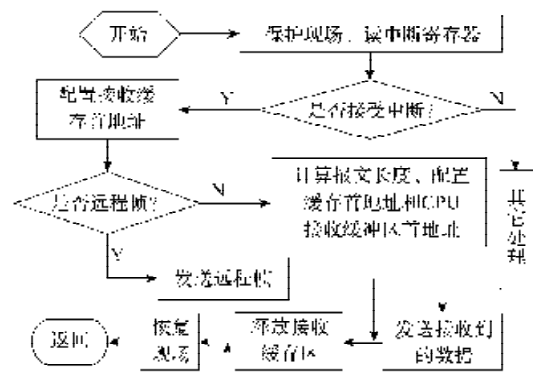 开始
保护现场、读中断寄存器
Y
N
配置接收缓
存首地址
是否接受中断?
是否远程帧?
N
计算报文长度、配置
缓存首地址和CPU
接收缓冲区首地址
其它处理
Y
发送远程帧
返回
恢复
现场
释放接收
缓存区
发送接收到
的数据